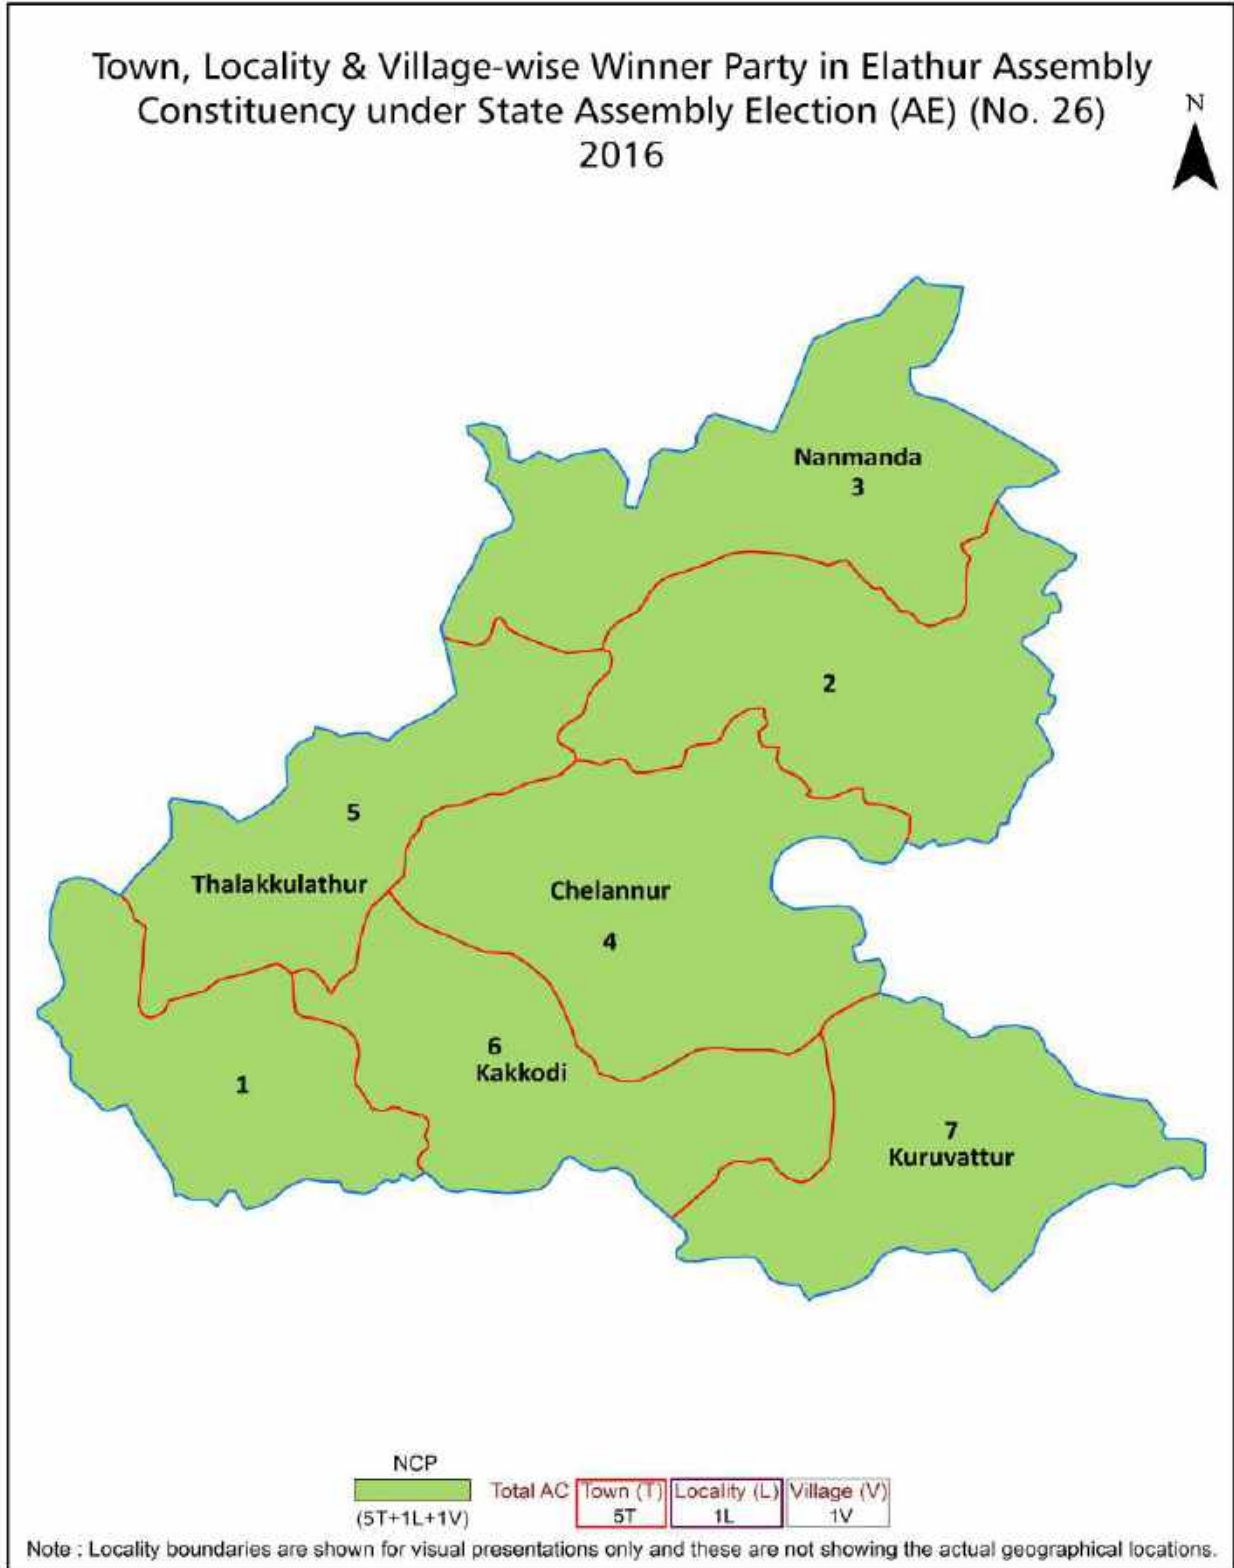 Town, Locality & Village-wise Winner Party in Elathur Assembly
Constituency under State Assembly Election (AE) (No. 26)
2016
N
Nanmanda
3
2
5
Thalakkulathur
Chelannur
4
6
Kakkodi
1
7
Kuruvattur
NCP
(5T+1L+1V)
Total AC
Town (T)
5T
Locality (L)
1L
Village (V)
1V
Note : Locality boundaries are shown for visual presentations only and these are not showing the actual geographical locations.